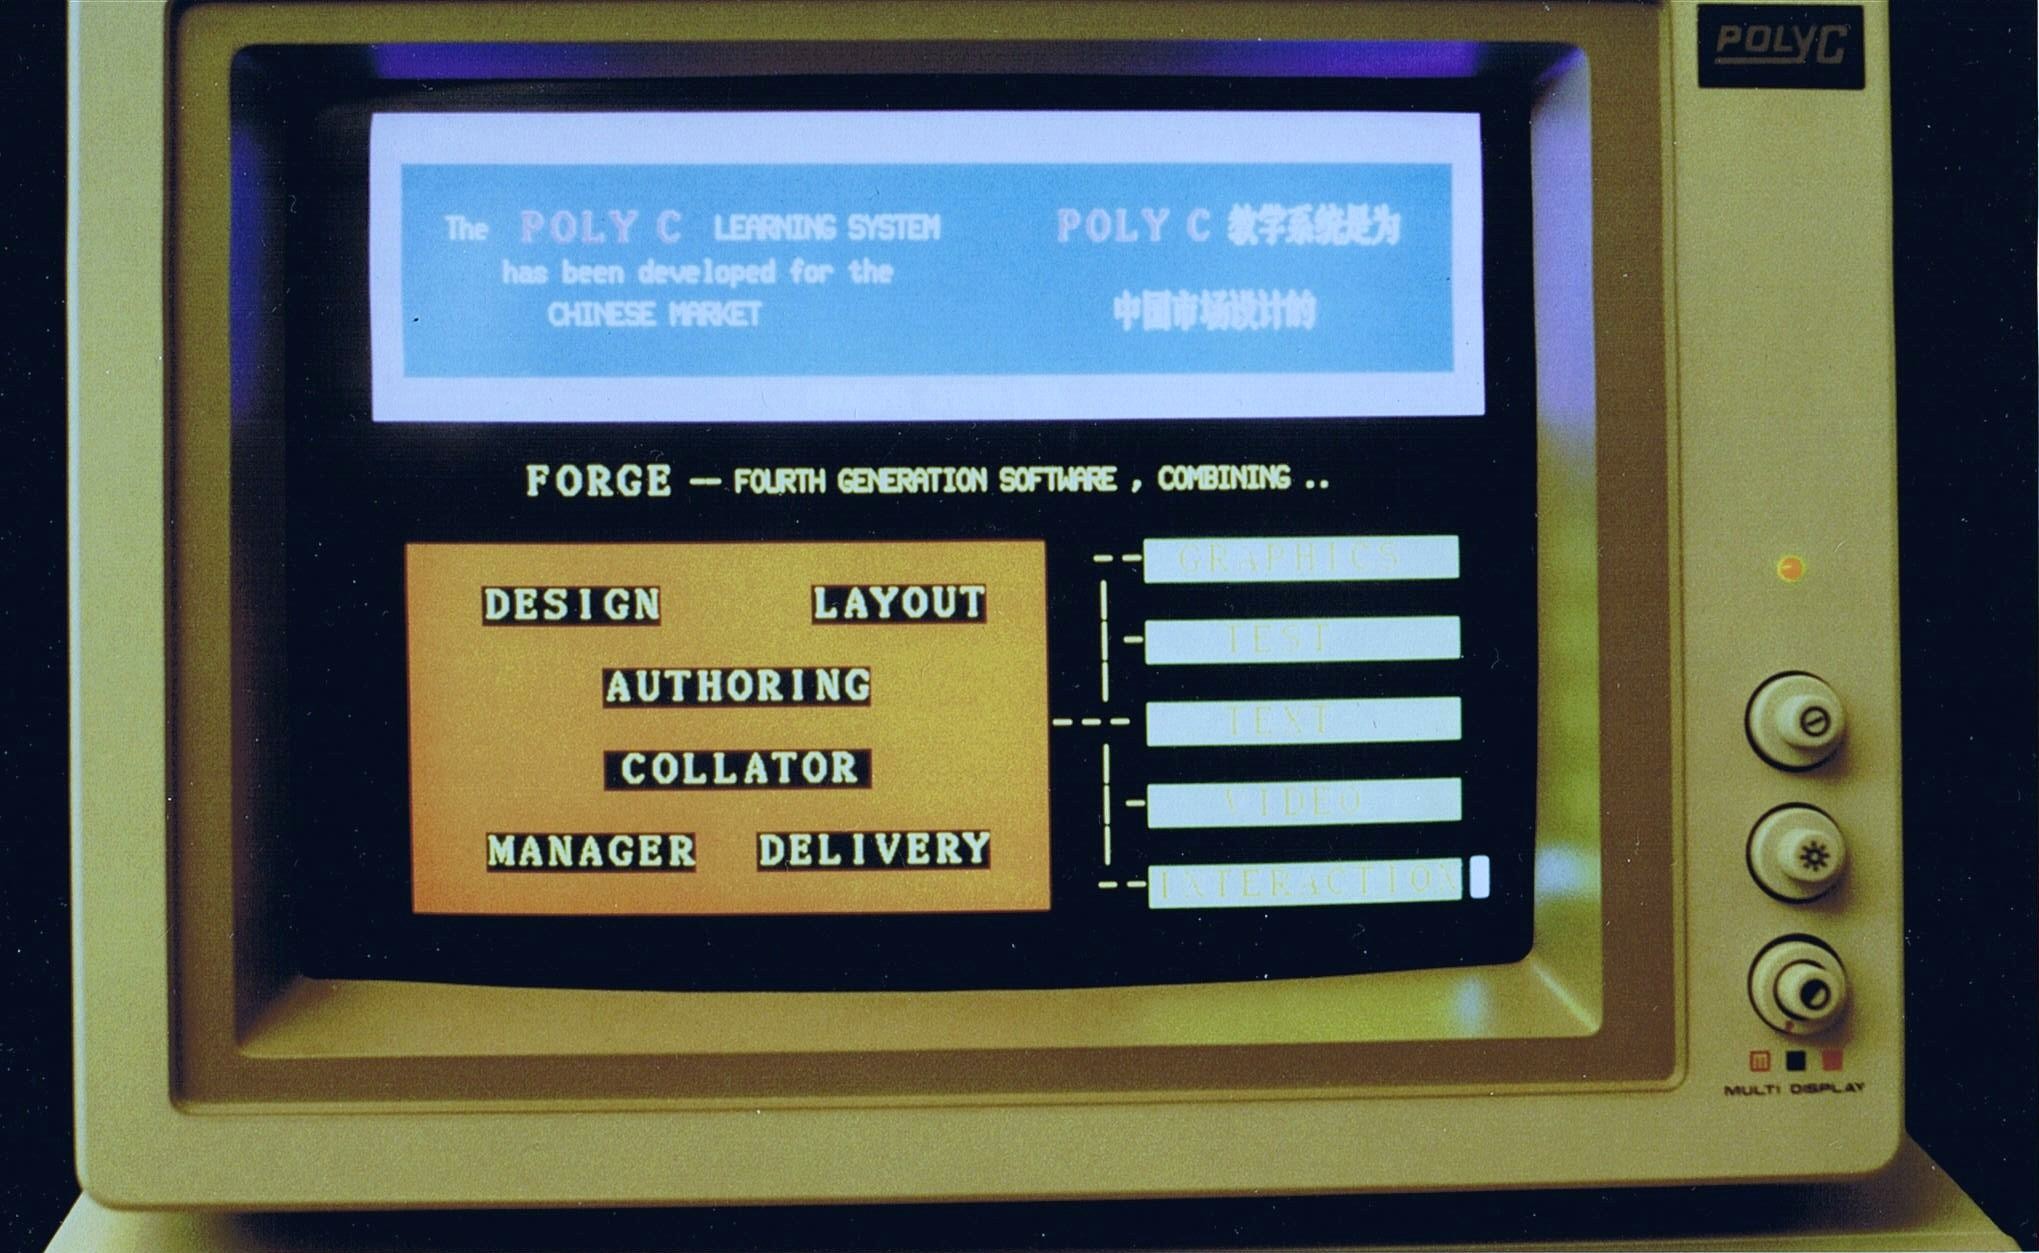 POLYC
The POLY C LEARNING SYSTEM
has been developed for the
CHINESE MARKET
POLY C 教学系统是为
中国市场设计的
FORGE — FOURTH GENERATION SOFTWARE , COMBINING ..
DESIGN LAYOUT
AUTHORING
COLLATOR
MANAGER DELIVERY
GRAPHICS
TEST
TEXT
VIDEO
INTERACTION
MULTI DISPLAY